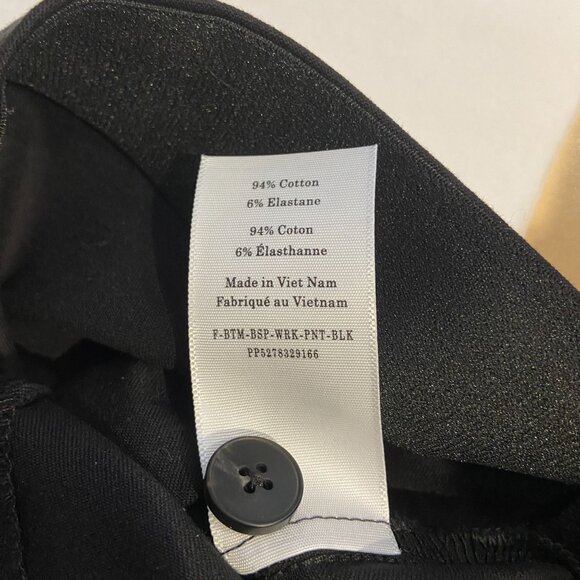 94% Cotton
6% Elastane
94% Coton
6% Élasthanne
Made in Viet Nam
Fabriqué au Vietnam
F-BTM-BSP-WRK-PNT-BLK
PP5278329166